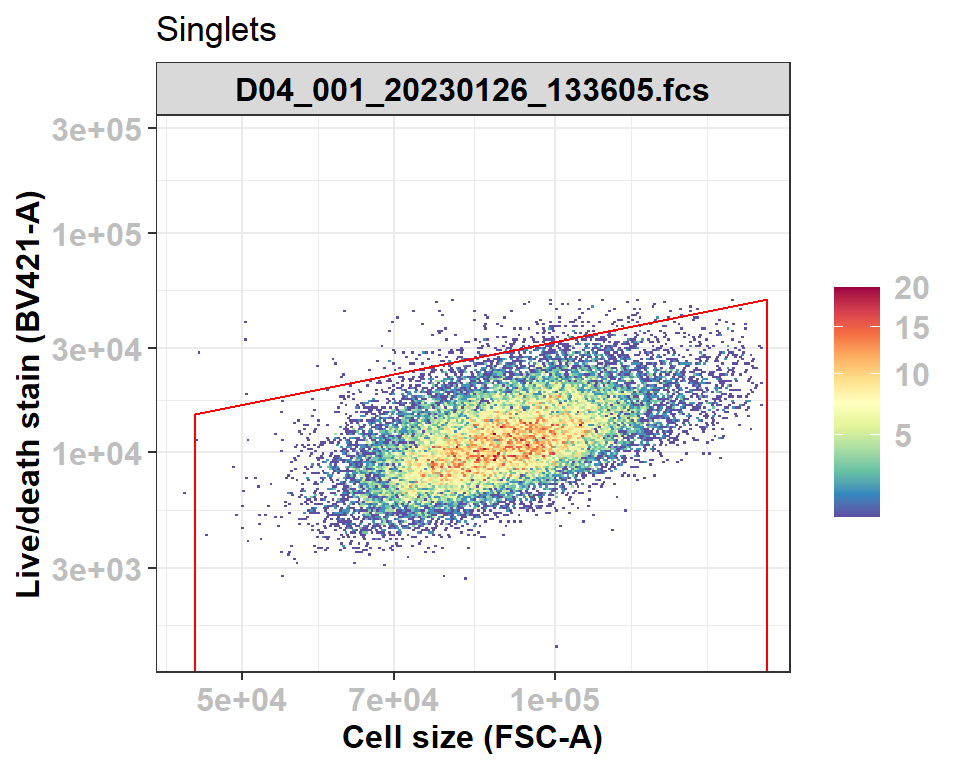 Singlets
D04_001_20230126_133605.fcs
Live/death stain (BV421-A)
3e+05
1e+05
3e+04
1e+04
3e+03
5e+04 7e+04 1e+05
Cell size (FSC-A)
20
15
10
5